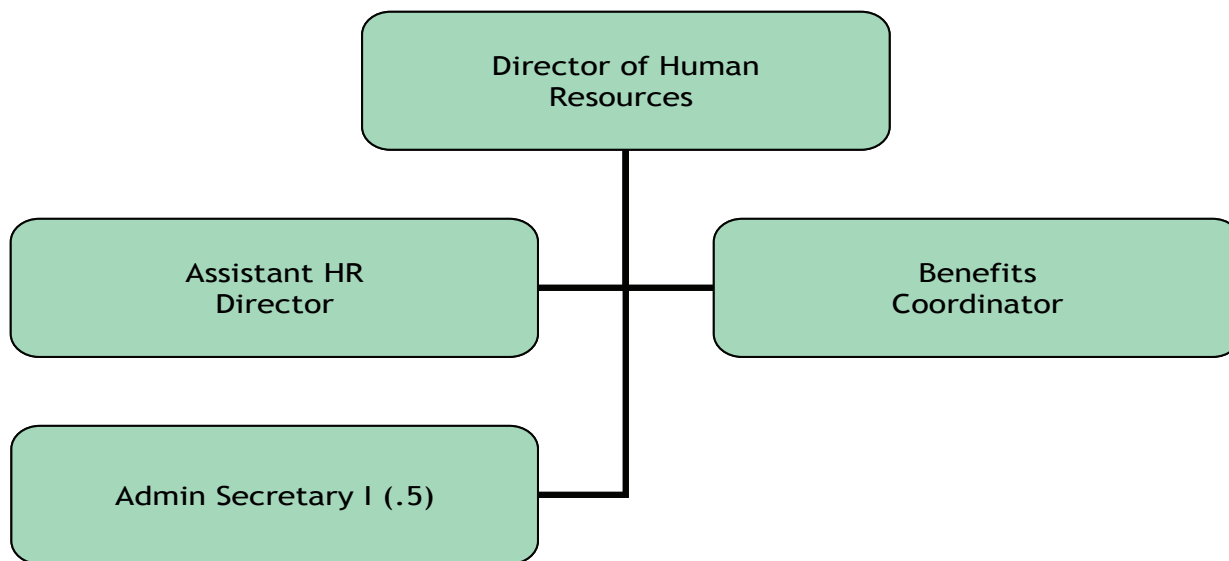 Director of Human
Resources
Assistant HR
Director
Benefits
Coordinator
Admin Secretary I (.5)